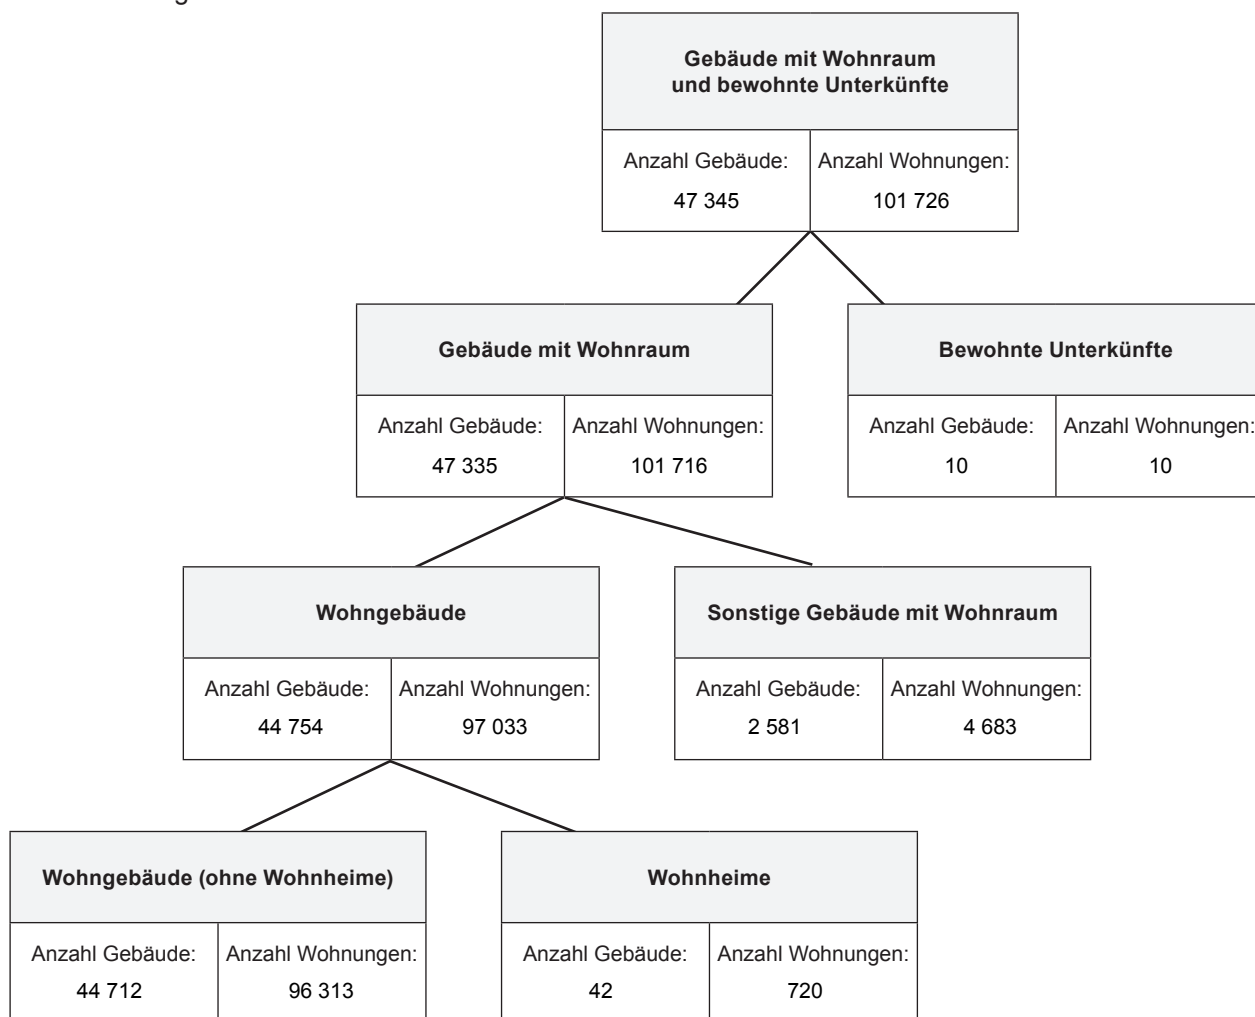 Gebäude mit Wohnraum
und bewohnte Unterkünfte
Anzahl Gebäude: Anzahl Wohnungen:
47 345 101 726
Gebäude mit Wohnraum
Anzahl Gebäude: Anzahl Wohnungen:
47 335 101 716
Bewohnte Unterkünfte
Anzahl Gebäude: Anzahl Wohnungen:
10 10
Wohngebäude
Anzahl Gebäude: Anzahl Wohnungen:
44 754 97 033
Sonstige Gebäude mit Wohnraum
Anzahl Gebäude: Anzahl Wohnungen:
2 581 4 683
Wohngebäude (ohne Wohnheime)
Anzahl Gebäude: Anzahl Wohnungen:
44 712 96 313
Wohnheime
Anzahl Gebäude: Anzahl Wohnungen:
42 720